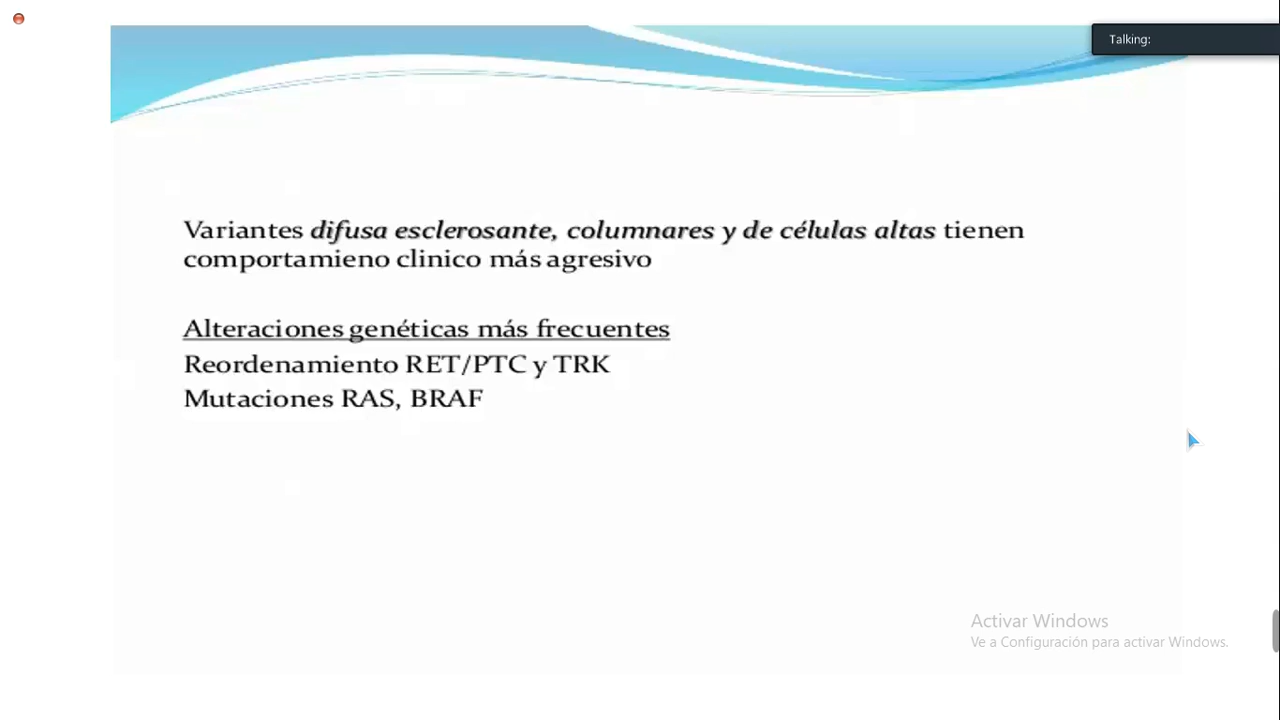 Talking:
Variantes difusa esclerosante, columnares y de células altas tienen
comportamieno clinico más agresivo
Alteraciones genéticas más frecuentes
Reordenamiento RET/PTC y TRK
Mutaciones RAS, BRAF
Activar Windows
Ve a Configuración para activar Windows.